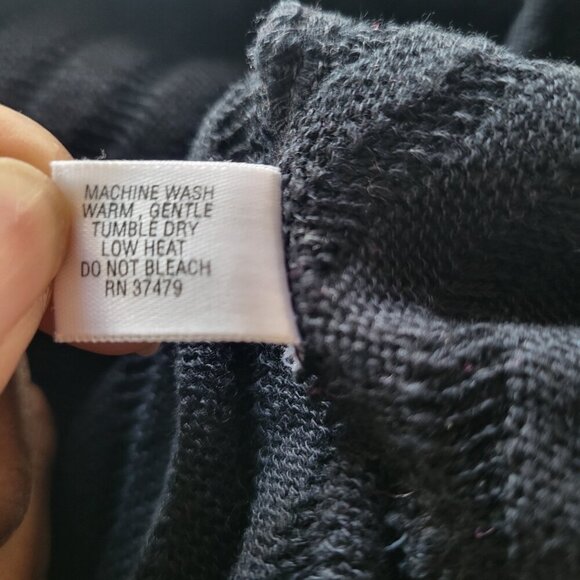 MACHINE WASH
WARM , GENTLE
TUMBLE DRY
LOW HEAT
DO NOT BLEACH
RN 37479